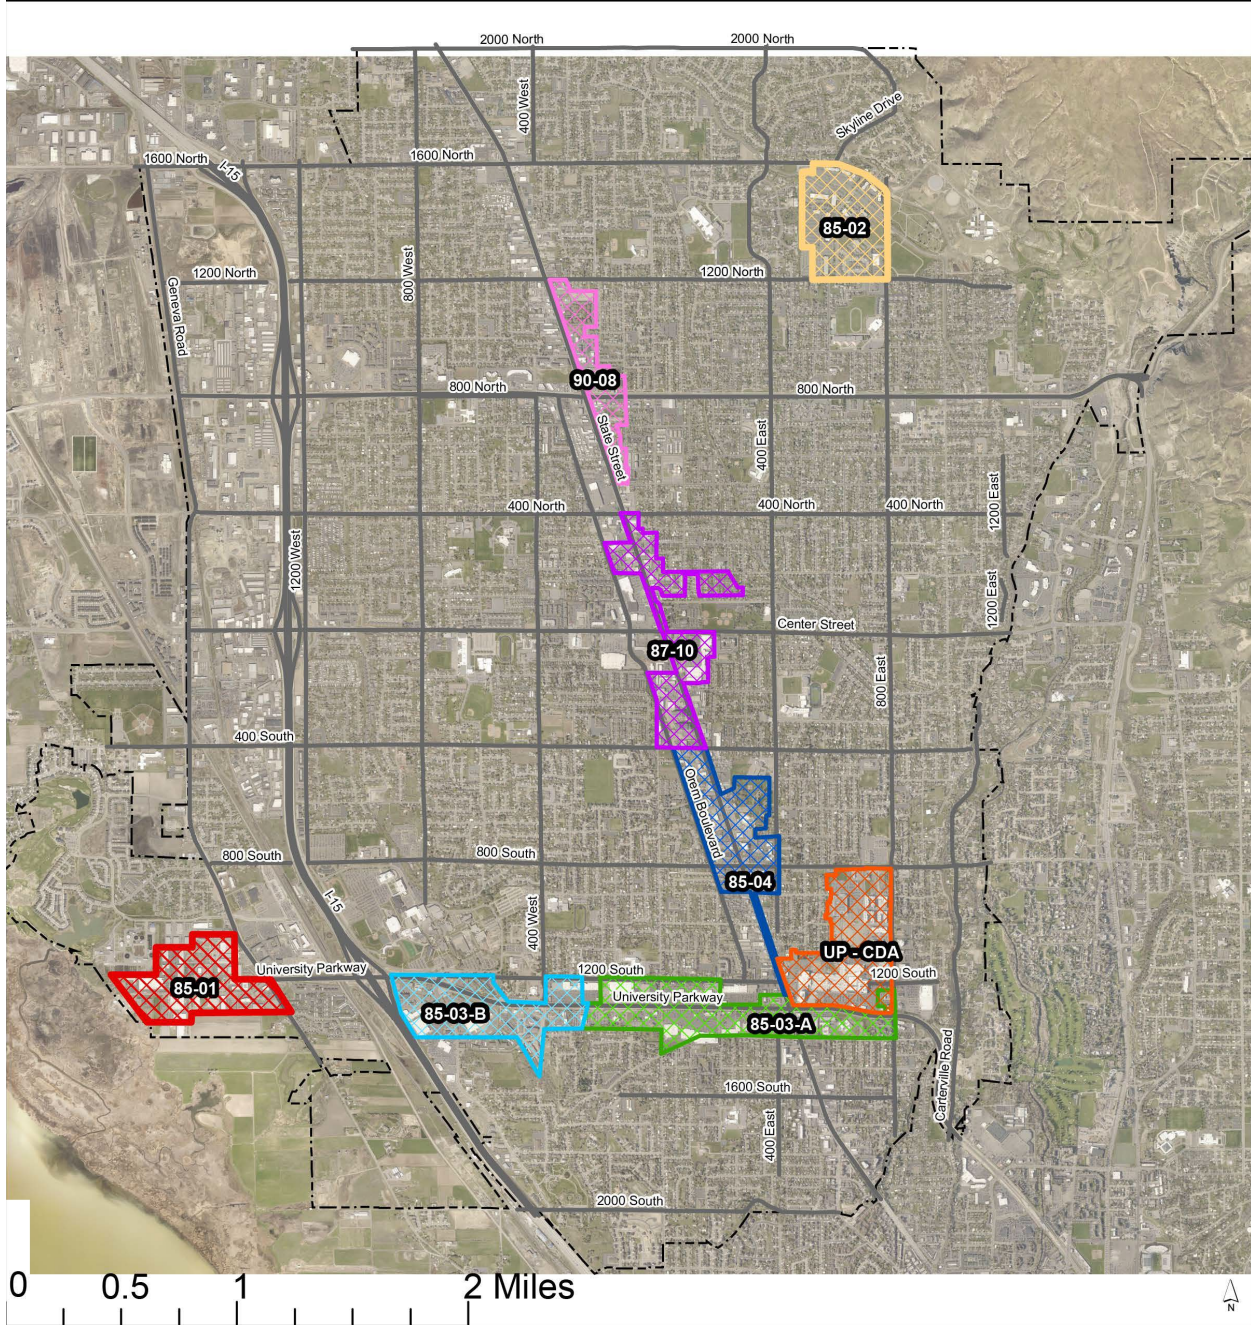 2000 North
2000 North
400 West
Skyline Drive
1600 North
1600 North
I-15
85-02
1200 North
800 West
1200 North
Geneva Road
90-08
800 North
800 North
State Street
400 East
400 North
400 North
400 North
1200 East
1200 West
1200 East
Center Street
87-10
800 East
400 South
Orem Boulevard
800 South
800 South
85-04
I-15
400 West
UP - CDA
University Parkway
1200 South
1200 South
85-01
University Parkway
85-03-B
85-03-A
Carterville Road
1600 South
400 East
2000 South
0 0.5 1 2 Miles
N